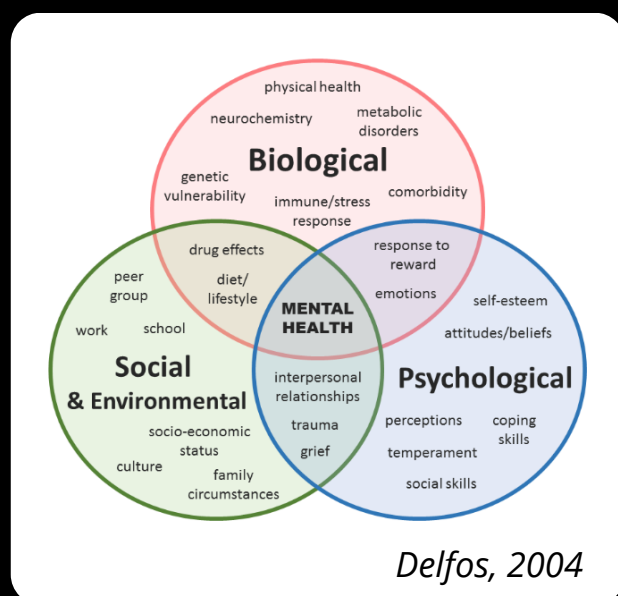 physical health
neurochemistry
metabolic
disorders
Biological
genetic
vulnerability
comorbidity
immune/stress
response
drug effects
diet/
lifestyle
response to
reward
emotions
MENTAL
HEALTH
peer
group
work
school
Social
& Environmental
socio-economic
status
culture
family
circumstances
interpersonal
relationships
trauma
grief
self-esteem
attitudes/beliefs
Psychological
perceptions
coping
skills
temperament
social skills
Delfos, 2004